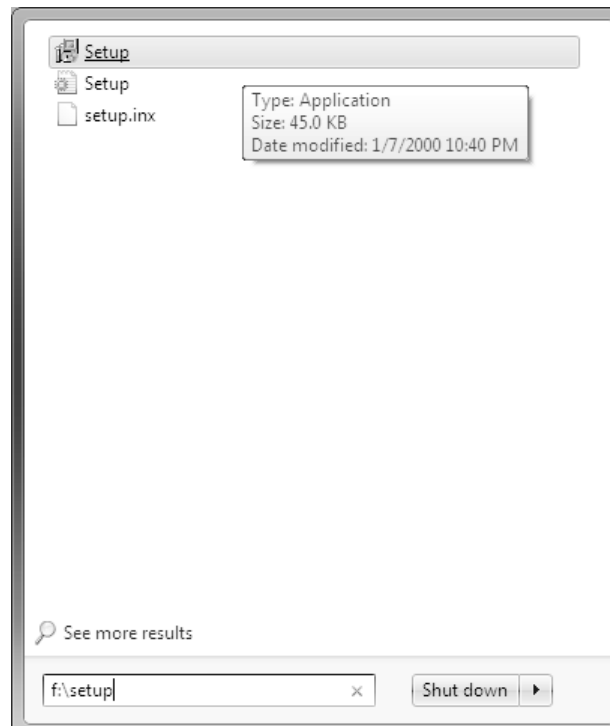 Setup
Setup
setup.inx
Type: Application
Size: 45.0 KB
Date modified: 1/7/2000 10:40 PM
See more results
f:\setup
Shut down